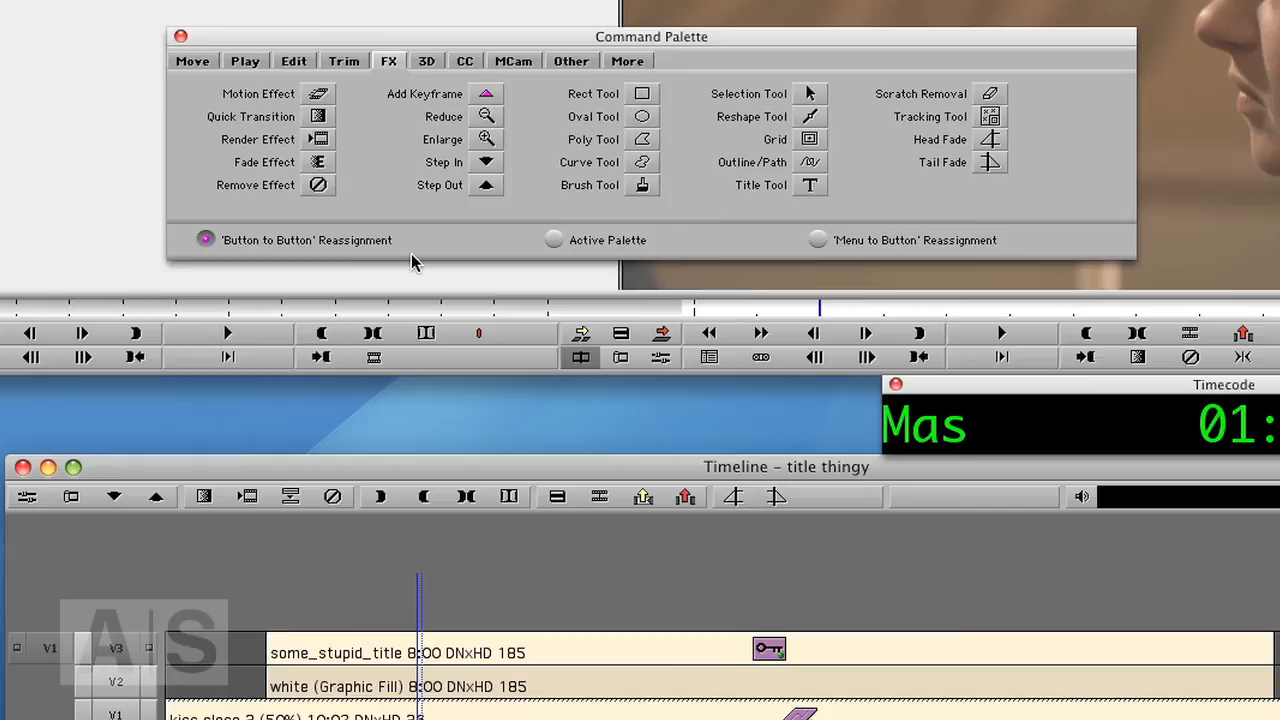 Command Palette
Move Play Edit Trim FX 3D CC MCam Other More
Motion Effect Add Keyframe Rect Tool Selection Tool Scratch Removal
Quick Transition Reduce Oval Tool Reshape Tool Tracking Tool
Render Effect Enlarge Poly Tool Grid Head Fade
Fade Effect Step In Curve Tool Outline/Path Tail Fade
Remove Effect Step Out Brush Tool Title Tool
'Button to Button' Reassignment Active Palette 'Menu to Button' Reassignment
Timecode
Mas 01:
Timeline - title thingy
A|S
V1 V3 some_stupid_title 8:00 DNxHD 185
V2 white (Graphic Fill) 8:00 DNxHD 185
V1